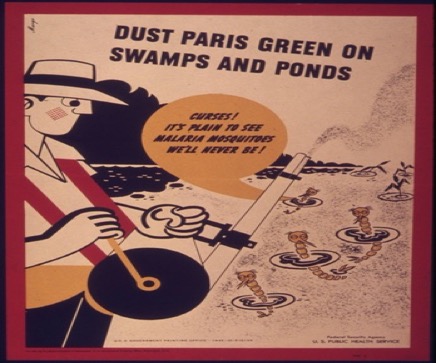 DUST PARIS GREEN ON
SWAMPS AND PONDS
CURSES!
IT'S PLAIN TO SEE
MALARIA MOSQUITOES
WE'LL NEVER BE!
Federal Security Agency
U. S. PUBLIC HEALTH SERVICE